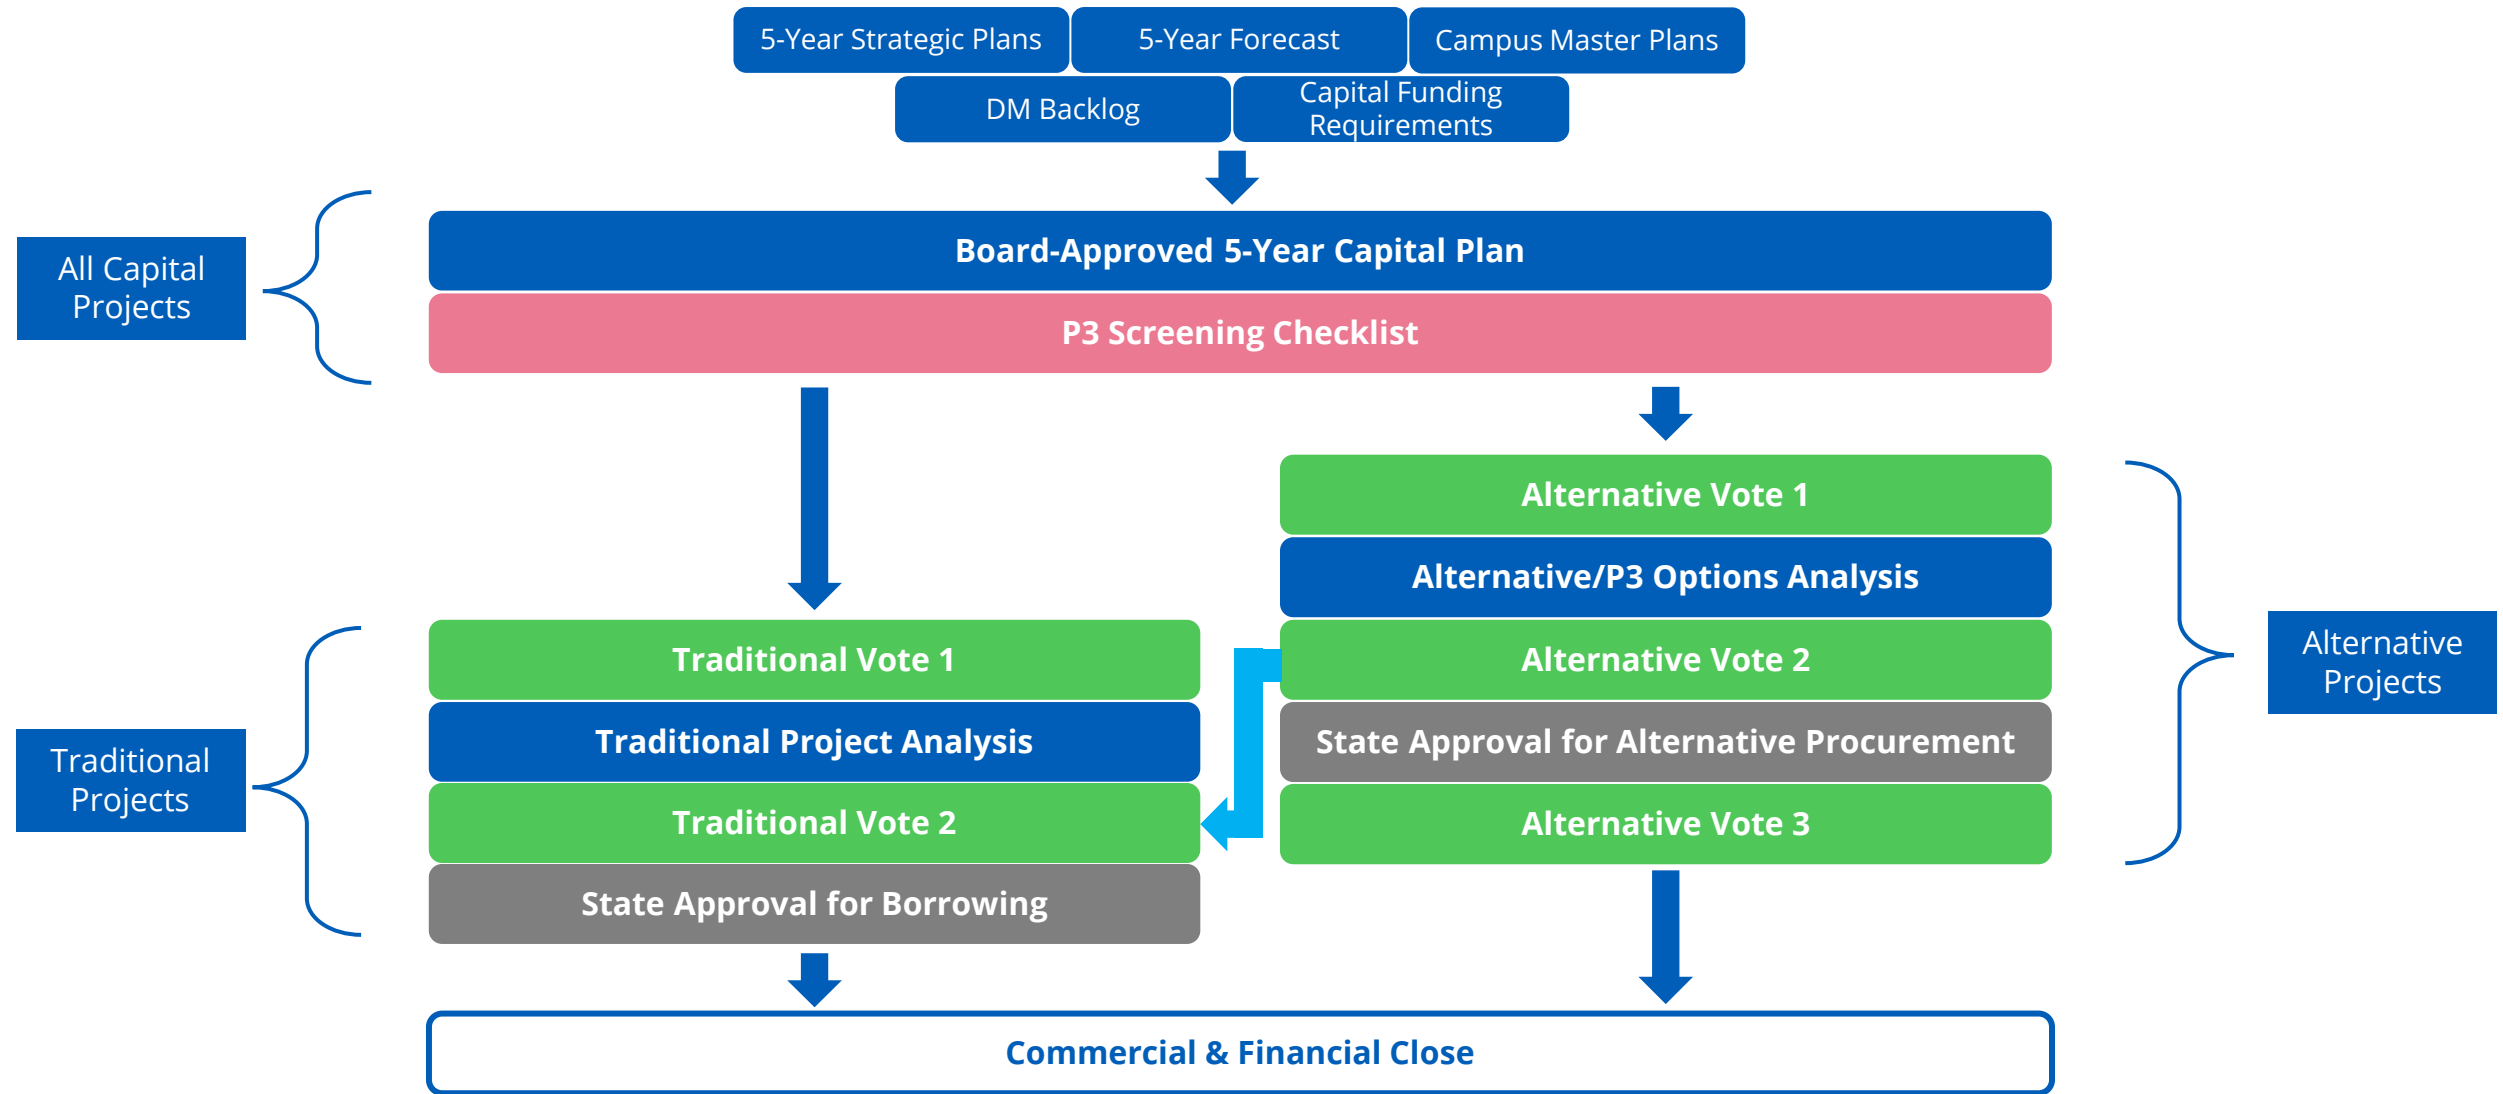 5-Year Strategic Plans
5-Year Forecast
Campus Master Plans
DM Backlog
Capital Funding
Requirements
All Capital
Projects
Board-Approved 5-Year Capital Plan
P3 Screening Checklist
Alternative Vote 1
Alternative/P3 Options Analysis
Alternative Vote 2
State Approval for Alternative Procurement
Alternative Vote 3
Alternative
Projects
Traditional
Projects
Traditional Vote 1
Traditional Project Analysis
Traditional Vote 2
State Approval for Borrowing
Commercial & Financial Close